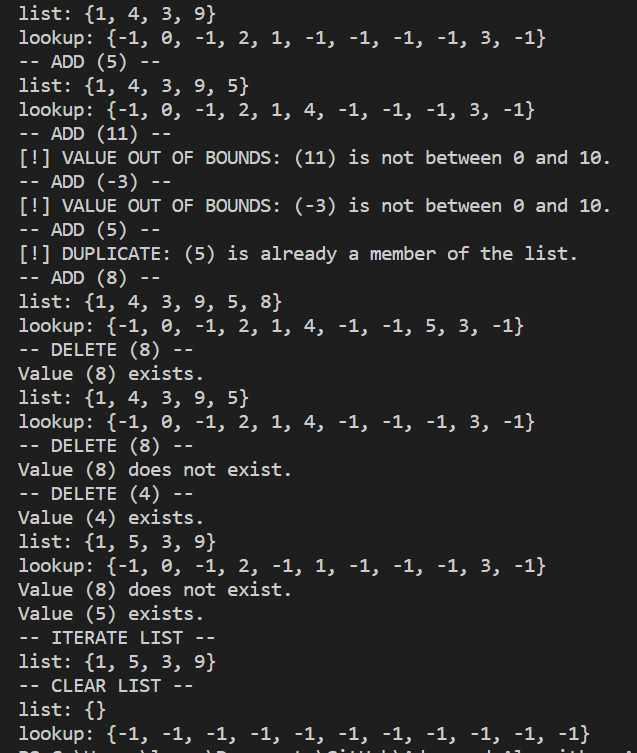 list: {1, 4, 3, 9}
lookup: {-1, 0, -1, 2, 1, -1, -1, -1, -1, 3, -1}
-- ADD (5) --
list: {1, 4, 3, 9, 5}
lookup: {-1, 0, -1, 2, 1, 4, -1, -1, -1, 3, -1}
-- ADD (11) --
[!] VALUE OUT OF BOUNDS: (11) is not between 0 and 10.
-- ADD (-3) --
[!] VALUE OUT OF BOUNDS: (-3) is not between 0 and 10.
-- ADD (5) --
[!] DUPLICATE: (5) is already a member of the list.
-- ADD (8) --
list: {1, 4, 3, 9, 5, 8}
lookup: {-1, 0, -1, 2, 1, 4, -1, -1, 5, 3, -1}
-- DELETE (8) --
Value (8) exists.
list: {1, 4, 3, 9, 5}
lookup: {-1, 0, -1, 2, 1, 4, -1, -1, -1, 3, -1}
-- DELETE (8) --
Value (8) does not exist.
-- DELETE (4) --
Value (4) exists.
list: {1, 5, 3, 9}
lookup: {-1, 0, -1, 2, -1, 1, -1, -1, -1, 3, -1}
Value (8) does not exist.
Value (5) exists.
-- ITERATE LIST --
list: {1, 5, 3, 9}
-- CLEAR LIST --
list: {}
lookup: {-1, -1, -1, -1, -1, -1, -1, -1, -1, -1, -1}